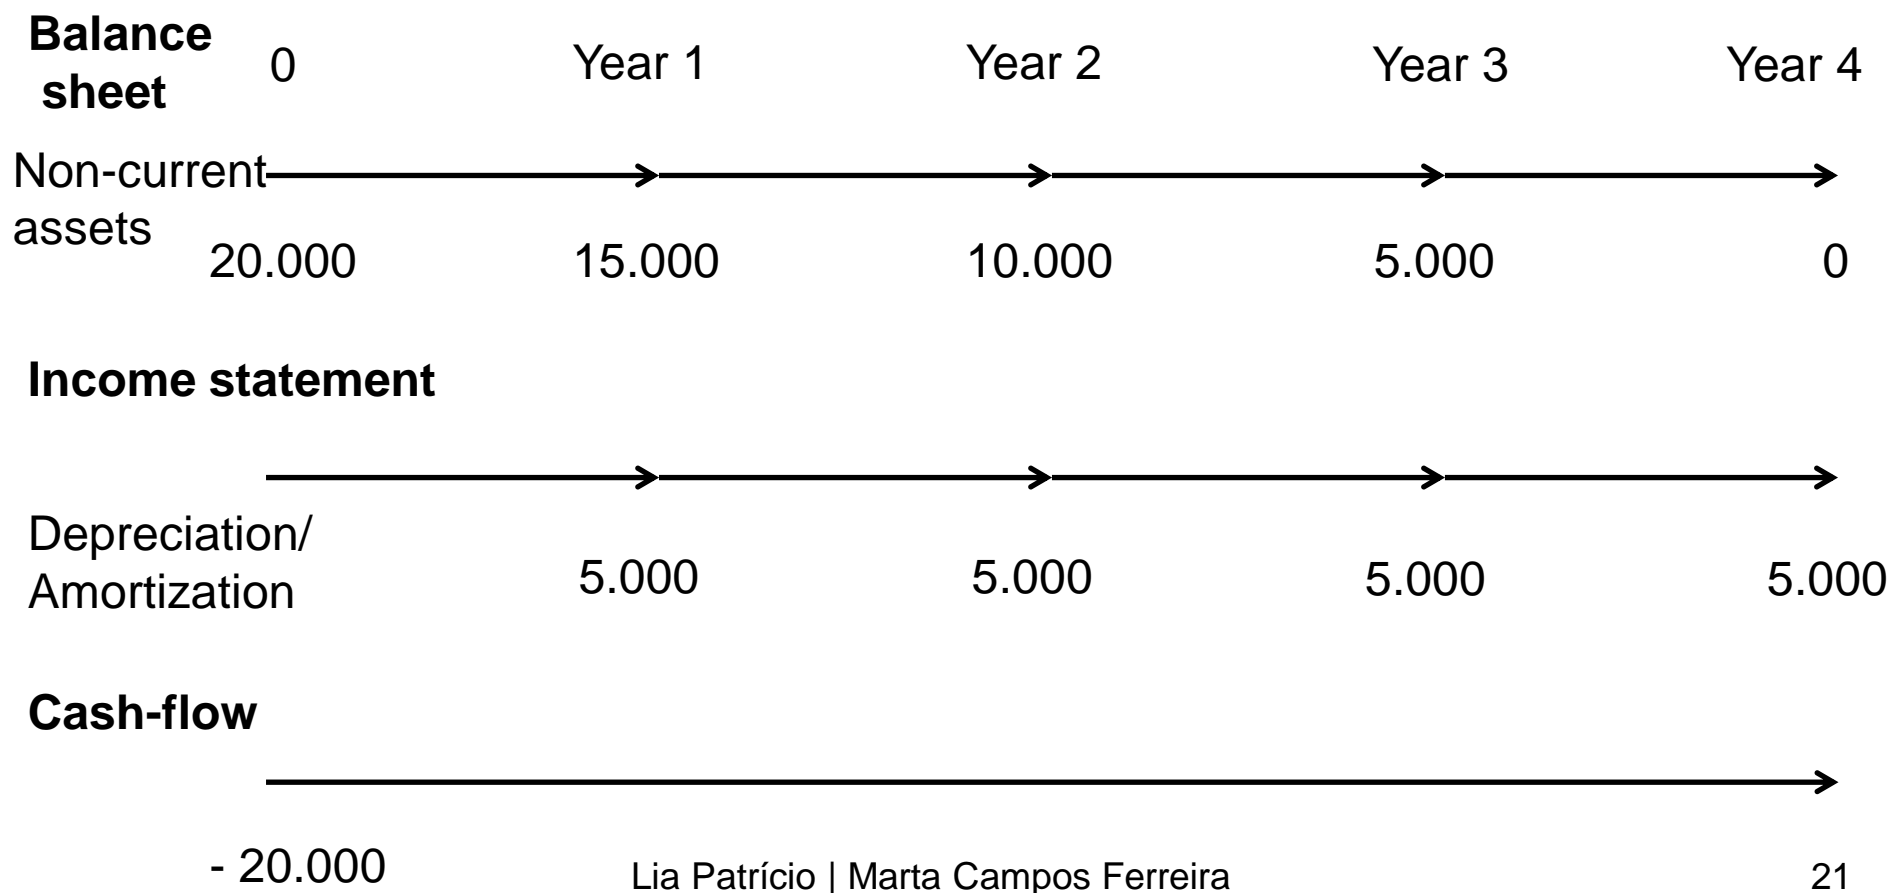 Balance
sheet
0 Year 1 Year 2 Year 3 Year 4
Non-current
assets
20.000 15.000 10.000 5.000 0
Income statement
Depreciation/
Amortization
5.000 5.000 5.000 5.000
Cash-flow
- 20.000
Lia Patrício | Marta Campos Ferreira 21